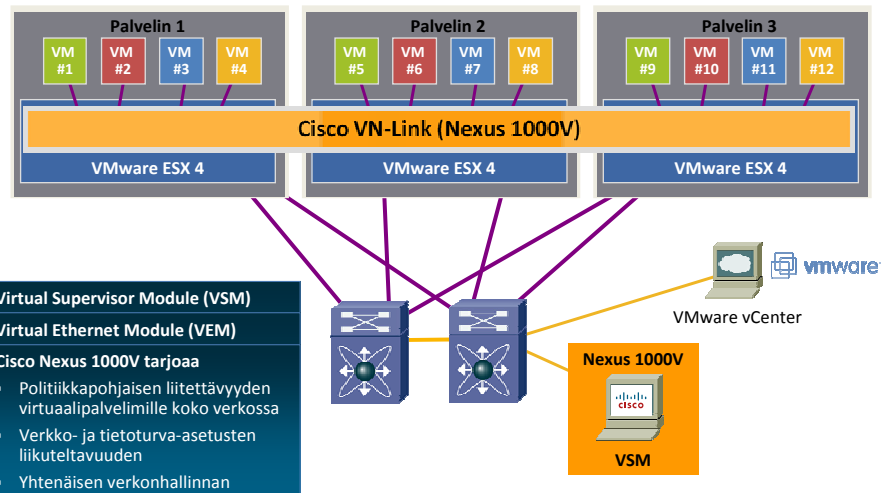 Palvelin 1
VM #1
VM #2
VM #3
VM #4
VMware ESX 4
Palvelin 2
VM #5
VM #6
VM #7
VM #8
VMware ESX 4
Palvelin 3
VM #9
VM #10
VM #11
VM #12
VMware ESX 4
Cisco VN-Link (Nexus 1000V)
vmware
VMware vCenter
Nexus 1000V
cisco
VSM
Virtual Supervisor Module (VSM)
Virtual Ethernet Module (VEM)
Cisco Nexus 1000V tarjoaa
Politiikkapohjaisen liitettävyyden
virtuaalipalvelimille koko verkossa
Verkko- ja tietoturva-asetusten
liikuteltavuuden
Yhtenäisen verkonhallinnan